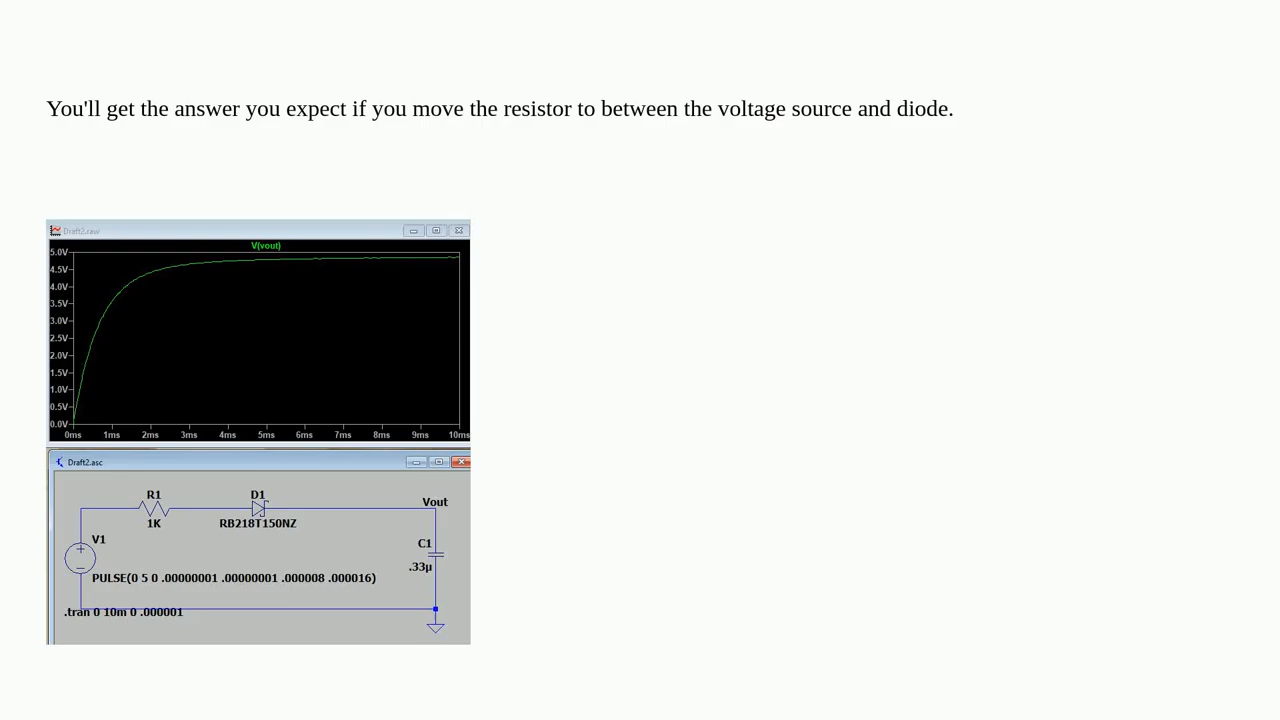 You'll get the answer you expect if you move the resistor to between the voltage source and diode.
Draft2.raw
V(vout)
5.0V
4.5V
4.0V
3.5V
3.0V
2.5V
2.0V
1.5V
1.0V
0.5V
0.0V
0ms 1ms 2ms 3ms 4ms 5ms 6ms 7ms 8ms 9ms 10ms
Draft2.asc
R1 D1
Vout
1K RB218T150NZ
V1 C1
.33µ
PULSE(0 5 0 .00000001 .00000001 .000008 .000016)
.tran 0 10m 0 .000001